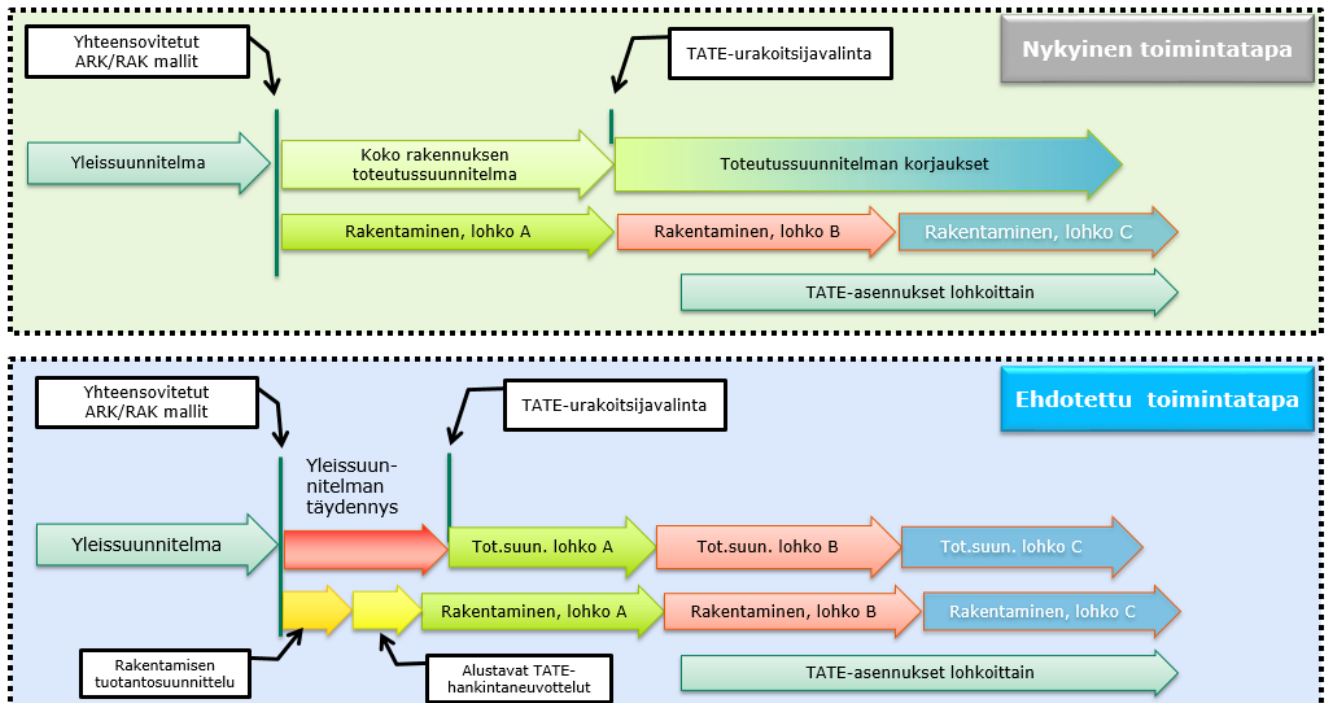 Yhteensovitetut
ARK/RAK mallit
TATE-urakoitsijavalinta
Nykyinen toimintatapa
Yleissuunnitelma
Koko rakennuksen
toteutussuunnitelma
Toteutussuunnitelman korjaukset
Rakentaminen, lohko A
Rakentaminen, lohko B
Rakentaminen, lohko C
TATE-asennukset lohkoittain
Yhteensovitetut
ARK/RAK mallit
TATE-urakoitsijavalinta
Ehdotettu toimintatapa
Yleissuun-
nitelman
täydennys
Yleissuunnitelma
Tot.suun. lohko A
Tot.suun. lohko B
Tot.suun. lohko C
Rakentaminen, lohko A
Rakentaminen, lohko B
Rakentaminen, lohko C
Rakentamisen
tuotantosuunnittelu
Alustavat TATE-
hankintaneuvottelut
TATE-asennukset lohkoittain